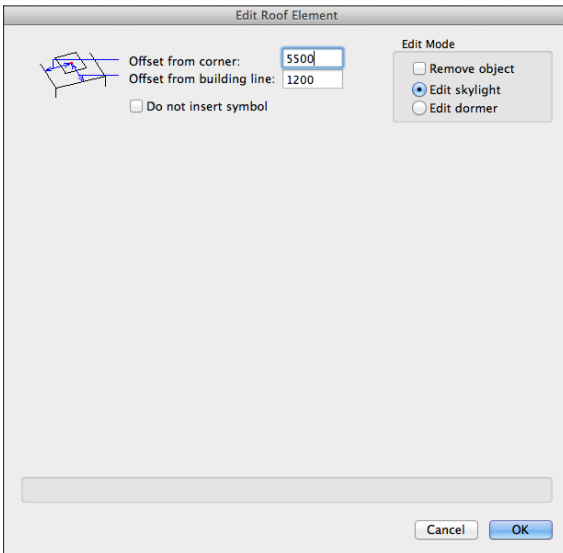 Edit Roof Element
Offset from corner: 5500
Offset from building line: 1200
Do not insert symbol
Edit Mode
Remove object
Edit skylight
Edit dormer
Cancel OK